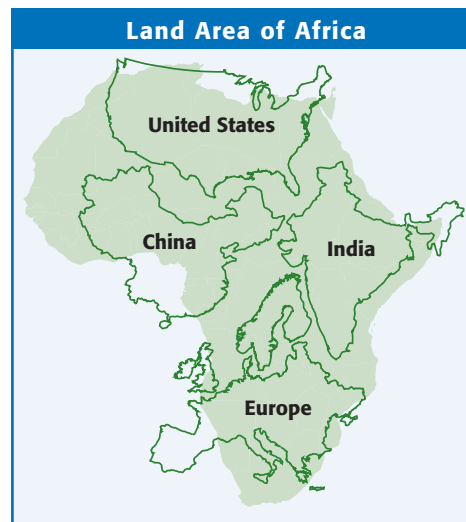 Land Area of Africa
United States
China
India
Europe